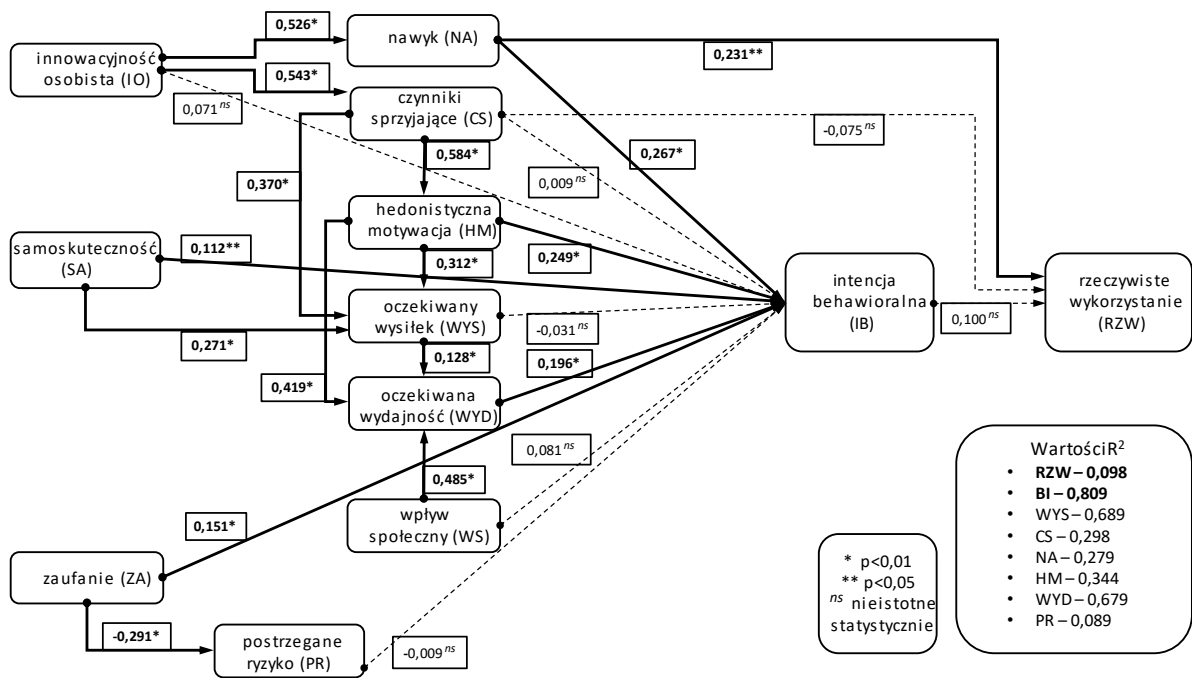 innowacyjność
osobista (IO)
0,526*
nawyk (NA)
0,231**
0,543*
0,071 ns
czynniki
sprzyjające (CS)
-0,075 ns
0,584*
0,267*
0,370*
0,009 ns
hedonistyczna
motywacja (HM)
samoskuteczność
(SA)
0,112**
0,312*
0,249*
intencja
behawioralna
(IB)
rzeczywiste
wykorzystanie
(RZW)
oczekiwany
wysiłek (WYS)
-0,031 ns
0,100 ns
0,271*
0,128*
0,196*
0,419*
oczekiwana
wydajność (WYD)
0,081 ns
0,485*
0,151*
wpływ
społeczny (WS)
zaufanie (ZA)
-0,291*
postrzegane
ryzyko (PR)
-0,009 ns
* p<0,01
** p<0,05
ns nieistotne
statystycznie
WartościR²
• RZW – 0,098
• BI – 0,809
• WYS – 0,689
• CS – 0,298
• NA – 0,279
• HM – 0,344
• WYD – 0,679
• PR – 0,089